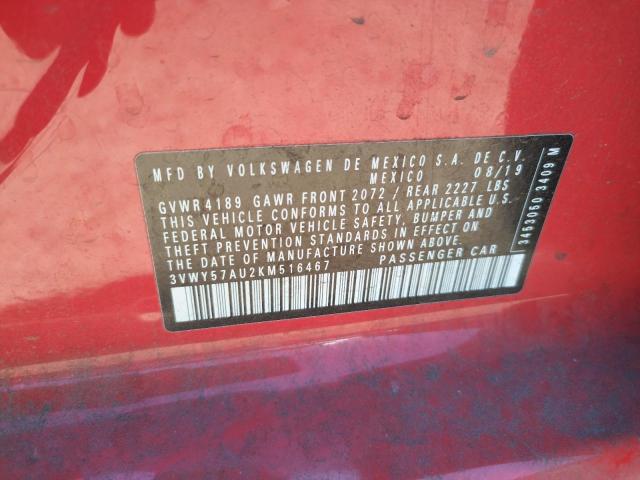 MFD BY VOLKSWAGEN DE MEXICO S.A. DE C.V.
MEXICO 08/19
GVWR 4189 GAWR FRONT 2072 / REAR 2227 LBS
THIS VEHICLE CONFORMS TO ALL APPLICABLE U.S.
FEDERAL MOTOR VEHICLE SAFETY, BUMPER AND
THEFT PREVENTION STANDARDS IN EFFECT ON
THE DATE OF MANUFACTURE SHOWN ABOVE.
3VWY57AU2KM516467 PASSENGER CAR
3453050 3409 M